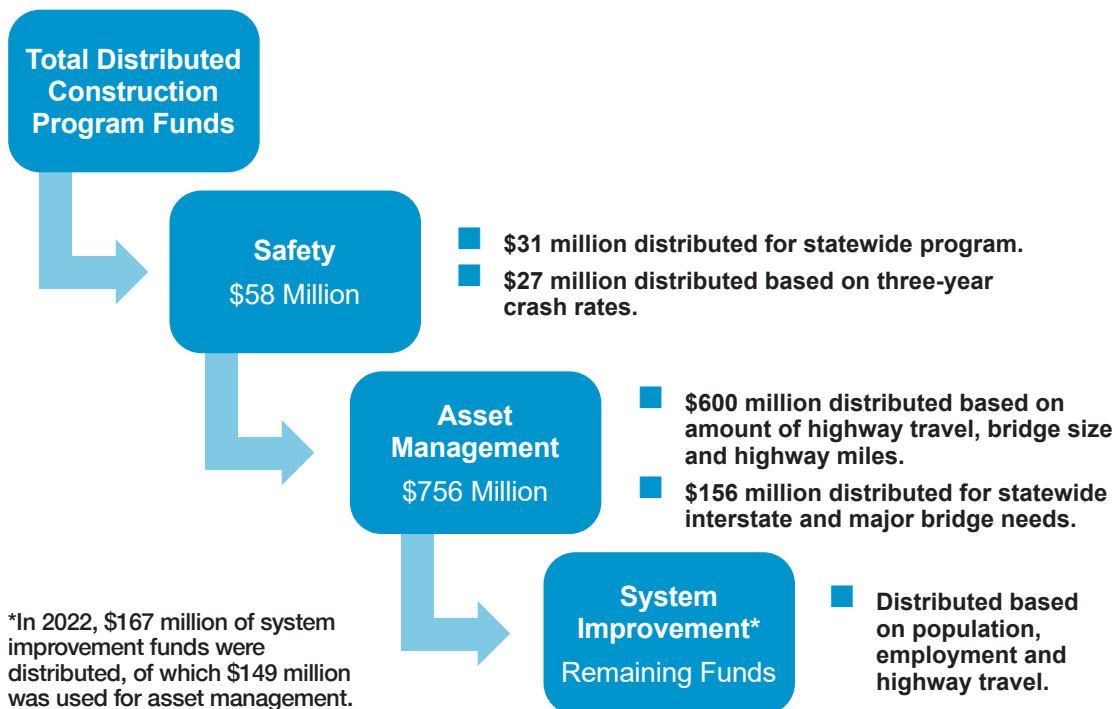 Total Distributed
Construction
Program Funds
Safety
$58 Million
$31 million distributed for statewide program.
$27 million distributed based on three-year
crash rates.
Asset
Management
$756 Million
$600 million distributed based on
amount of highway travel, bridge size
and highway miles.
$156 million distributed for statewide
interstate and major bridge needs.
System
Improvement*
Remaining Funds
Distributed based
on population,
employment and
highway travel.
*In 2022, $167 million of system
improvement funds were
distributed, of which $149 million
was used for asset management.